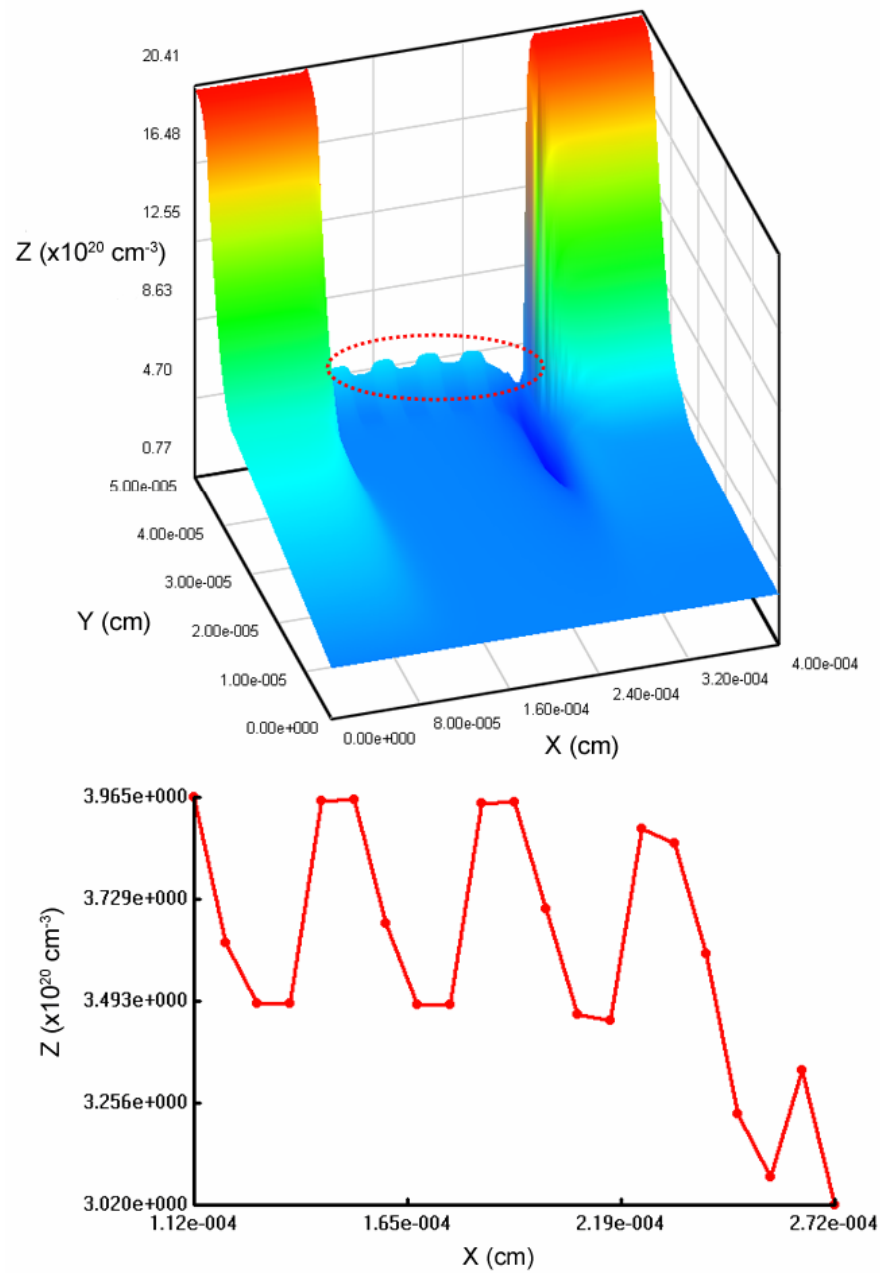 20.41
16.48
12.55
Z (x10²⁰ cm⁻³)
8.63
4.70
0.77
5.00e-005
4.00e-005
3.00e-005
Y (cm)
2.00e-005
1.00e-005
0.00e+000
0.00e+000
8.00e-005
1.60e-004
2.40e-004
3.20e-004
4.00e-004
X (cm)
3.965e+000
3.729e+000
Z (x10²⁰ cm⁻³)
3.493e+000
3.256e+000
3.020e+000
1.12e-004
1.65e-004
2.19e-004
2.72e-004
X (cm)